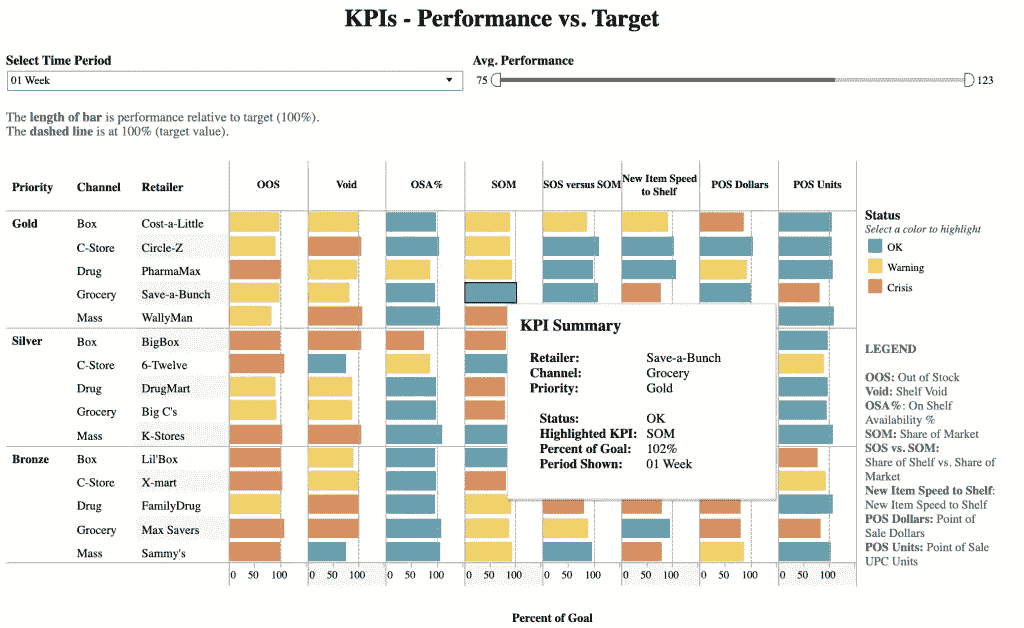 KPIs - Performance vs. Target
Select Time Period
01 Week
Avg. Performance
75 123
The length of bar is performance relative to target (100%).
The dashed line is at 100% (target value).
Priority Channel Retailer OOS Void OSA% SOM SOS versus SOM New Item Speed to Shelf POS Dollars POS Units
Gold Box Cost-a-Little
C-Store Circle-Z
Drug PharmaMax
Grocery Save-a-Bunch
Mass WallyMan
Silver Box BigBox
C-Store 6-Twelve
Drug DrugMart
Grocery Big C's
Mass K-Stores
Bronze Box Lil'Box
C-Store X-mart
Drug FamilyDrug
Grocery Max Savers
Mass Sammy's
0 50 100 0 50 100 0 50 100 0 50 100 0 50 100 0 50 100 0 50 100 0 50 100
Percent of Goal
KPI Summary
Retailer: Save-a-Bunch
Channel: Grocery
Priority: Gold
Status: OK
Highlighted KPI: SOM
Percent of Goal: 102%
Period Shown: 01 Week
Status
Select a color to highlight
OK
Warning
Crisis
LEGEND
OOS: Out of Stock
Void: Shelf Void
OSA%: On Shelf
Availability %
SOM: Share of Market
SOS vs. SOM:
Share of Shelf vs. Share of
Market
New Item Speed to Shelf:
New Item Speed to Shelf
POS Dollars: Point of
Sale Dollars
POS Units: Point of Sale
UPC Units